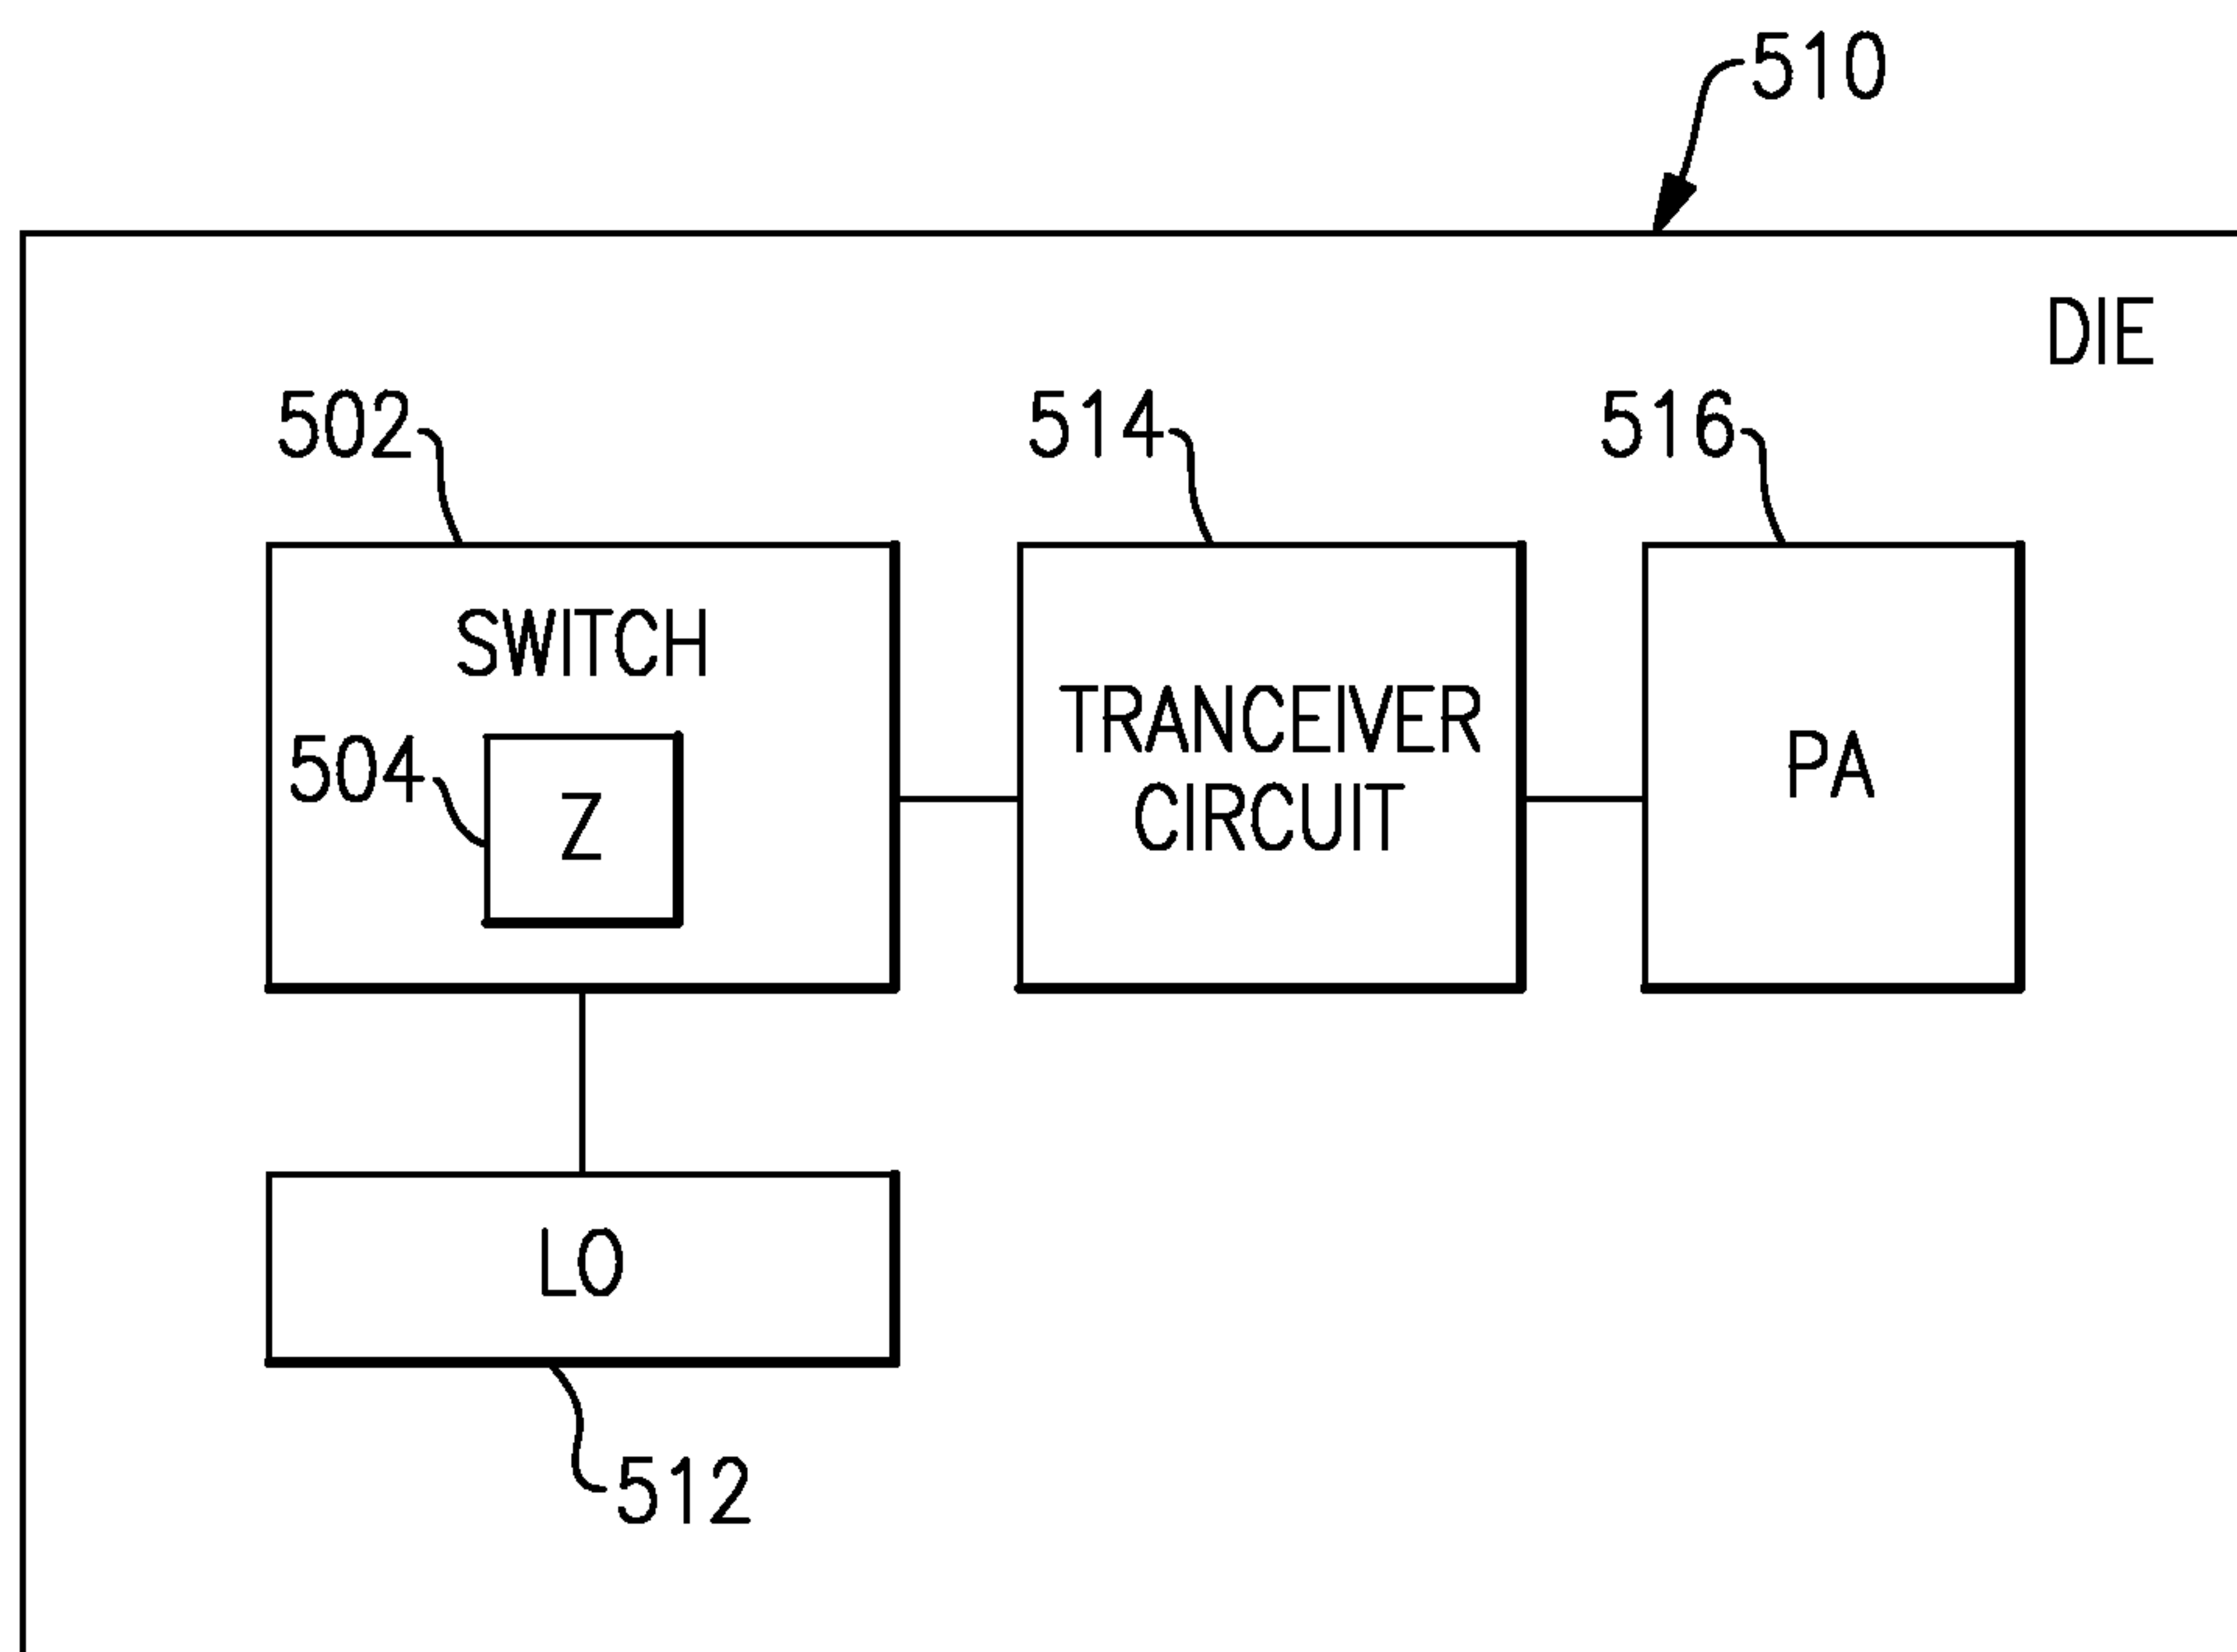 510
DIE
502
514
516
SWITCH
504
Z
TRANCEIVER
CIRCUIT
PA
LO
512